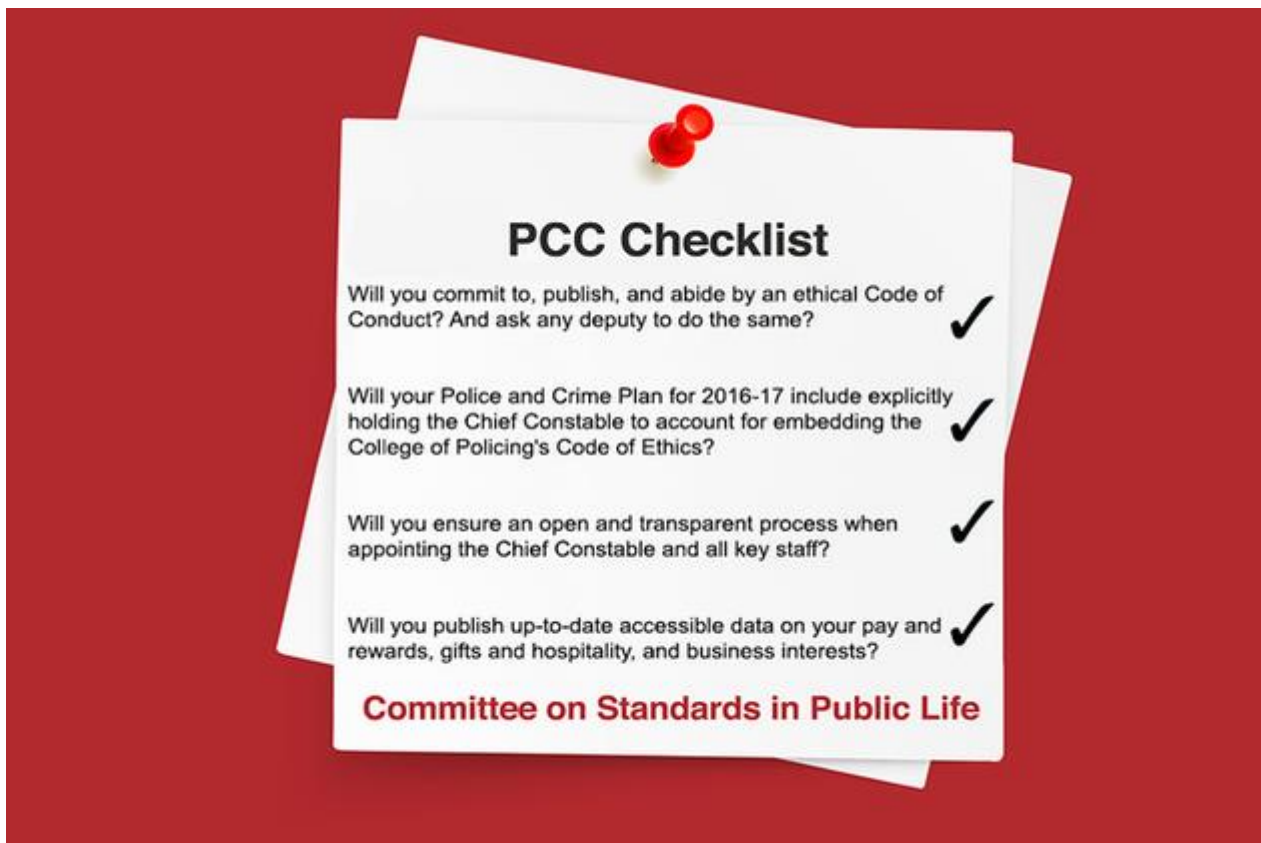 PCC Checklist
Will you commit to, publish, and abide by an ethical Code of
Conduct? And ask any deputy to do the same?
Will your Police and Crime Plan for 2016-17 include explicitly
holding the Chief Constable to account for embedding the
College of Policing's Code of Ethics?
Will you ensure an open and transparent process when
appointing the Chief Constable and all key staff?
Will you publish up-to-date accessible data on your pay and
rewards, gifts and hospitality, and business interests?
Committee on Standards in Public Life